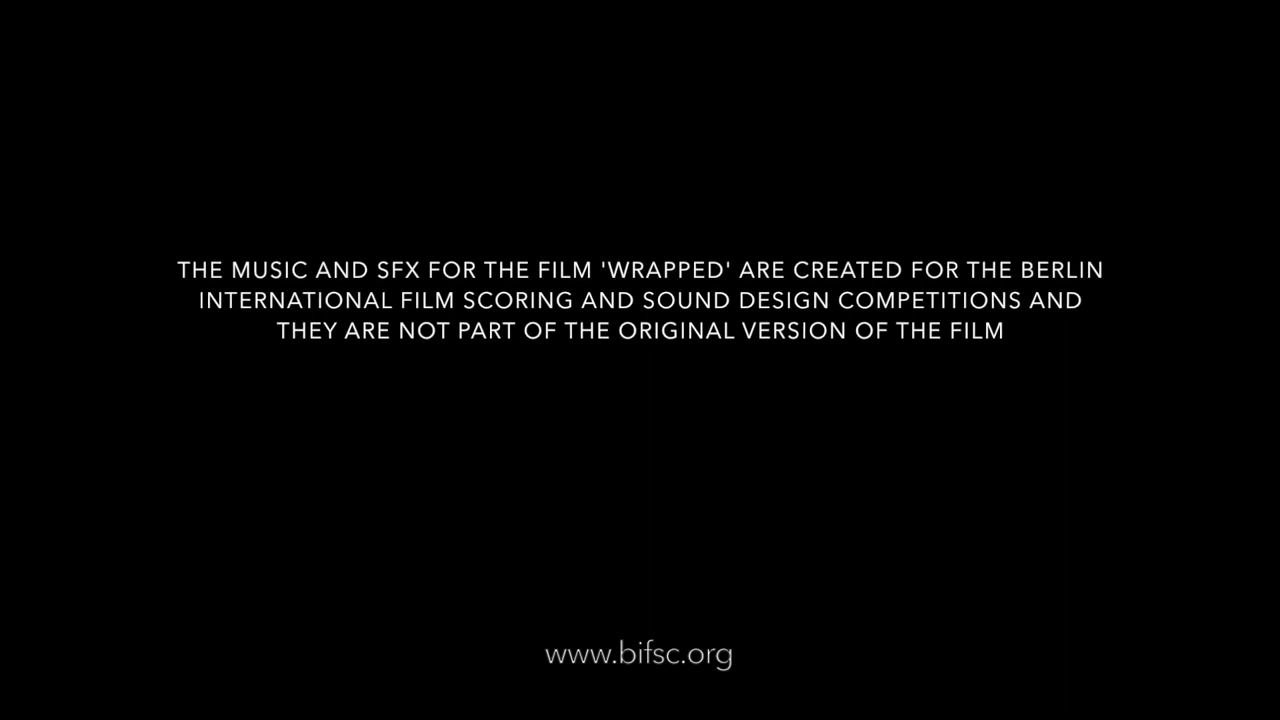 THE MUSIC AND SFX FOR THE FILM 'WRAPPED' ARE CREATED FOR THE BERLIN
INTERNATIONAL FILM SCORING AND SOUND DESIGN COMPETITIONS AND
THEY ARE NOT PART OF THE ORIGINAL VERSION OF THE FILM
www.bifsc.org